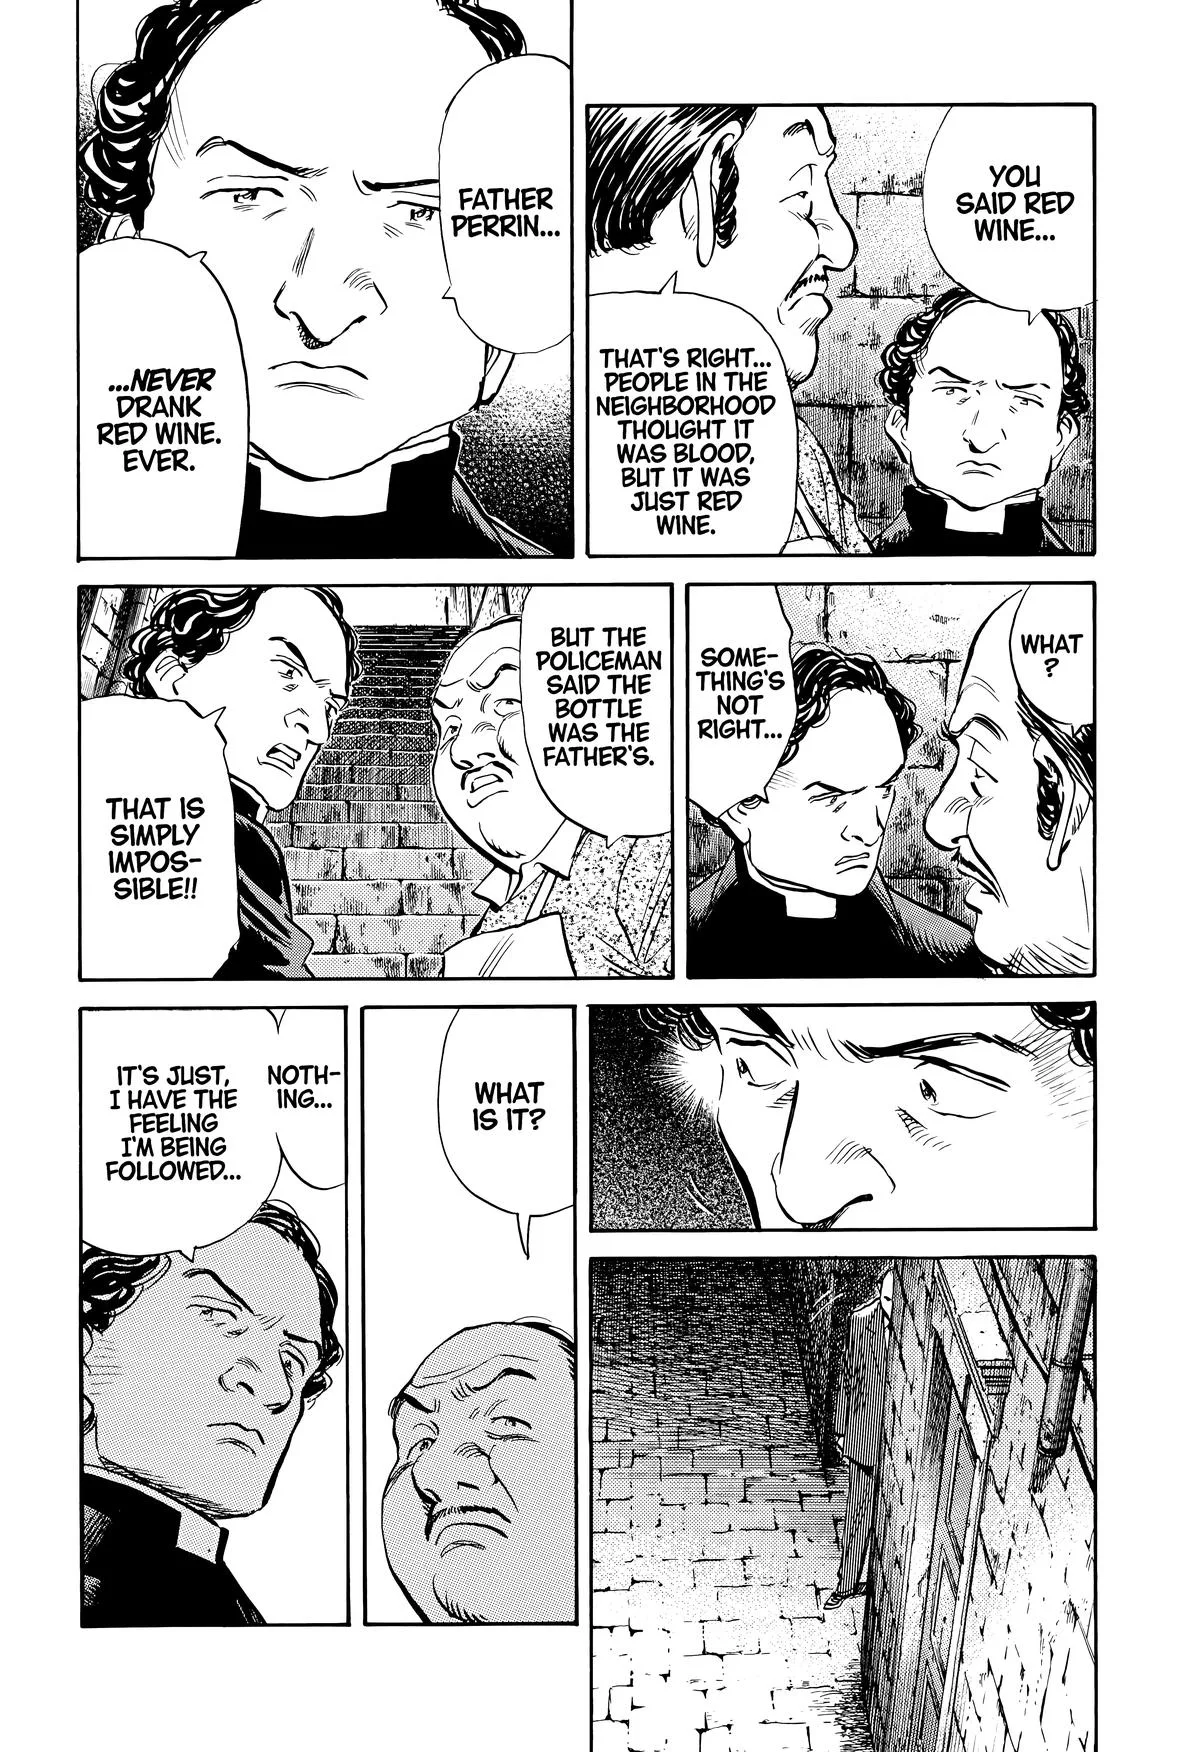 YOU
SAID RED
WINE...
THAT'S RIGHT...
PEOPLE IN THE
NEIGHBORHOOD
THOUGHT IT
WAS BLOOD,
BUT IT WAS
JUST RED
WINE.
FATHER
PERRIN...
...NEVER
DRANK
RED WINE.
EVER.
WHAT
?
SOME-
THING'S
NOT
RIGHT...
BUT THE
POLICEMAN
SAID THE
BOTTLE
WAS THE
FATHER'S.
THAT IS
SIMPLY
IMPOS-
SIBLE!!
WHAT
IS IT?
NOTH-
ING...
IT'S JUST,
I HAVE THE
FEELING
I'M BEING
FOLLOWED...